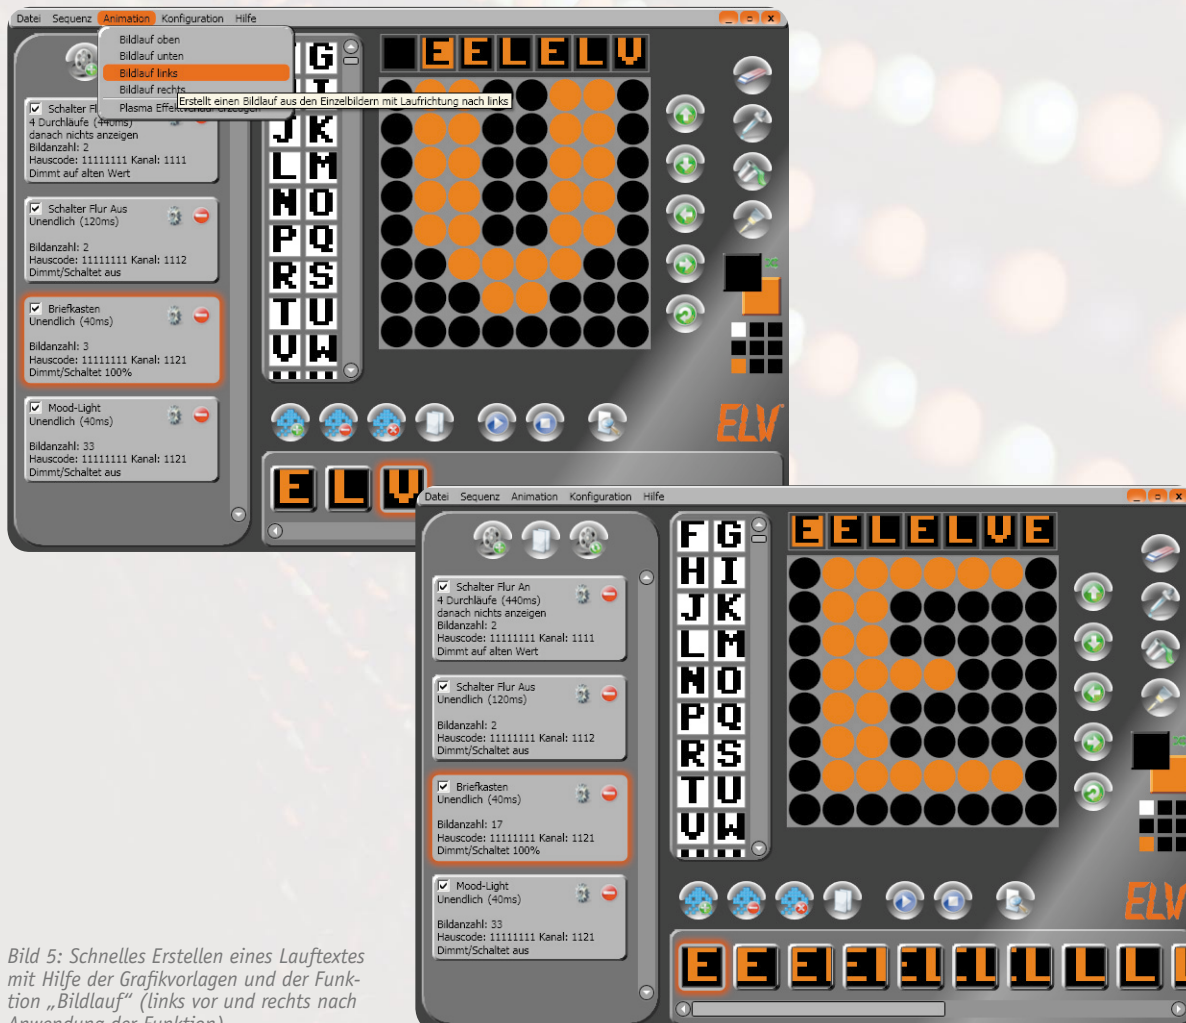 Datei Sequenz Animation Konfiguration Hilfe
Bildlauf oben
Bildlauf unten
Bildlauf links
Bildlauf rechts
Erstellt einen Bildlauf aus den Einzelbildern mit Laufrichtung nach links
Plasma
Schalter
4 Durchläufe (440ms)
danach nichts anzeigen
Bildanzahl: 2
Hauscode: 11111111 Kanal: 1111
Dimmt auf alten Wert
Schalter Flur Aus
Unendlich (120ms)
Bildanzahl: 2
Hauscode: 11111111 Kanal: 1112
Dimmt/Schaltet aus
Briefkasten
Unendlich (40ms)
Bildanzahl: 3
Hauscode: 11111111 Kanal: 1121
Dimmt/Schaltet 100%
Mood-Light
Unendlich (40ms)
Bildanzahl: 33
Hauscode: 11111111 Kanal: 1121
Dimmt/Schaltet aus
G
I
J K
L M
N O
P Q
R S
T U
V W
E E L E L V
ELV
E L V
Datei Sequenz Animation Konfiguration Hilfe
Schalter Flur An
4 Durchläufe (440ms)
danach nichts anzeigen
Bildanzahl: 2
Hauscode: 11111111 Kanal: 1111
Dimmt auf alten Wert
Schalter Flur Aus
Unendlich (120ms)
Bildanzahl: 2
Hauscode: 11111111 Kanal: 1112
Dimmt/Schaltet aus
Briefkasten
Unendlich (40ms)
Bildanzahl: 17
Hauscode: 11111111 Kanal: 1121
Dimmt/Schaltet 100%
Mood-Light
Unendlich (40ms)
Bildanzahl: 33
Hauscode: 11111111 Kanal: 1121
Dimmt/Schaltet aus
F G
H I
J K
L M
N O
P Q
R S
T U
V W
E E L E L V E
ELV
Bild 5: Schnelles Erstellen eines Lauftextes
mit Hilfe der Grafikvorlagen und der Funk-
tion „Bildlauf“ (links vor und rechts nach
Anwendung der Funktion)